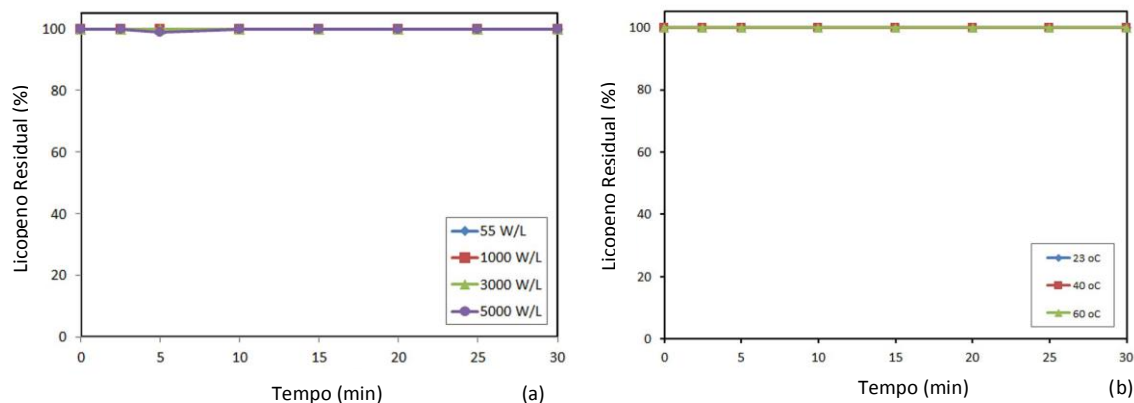 Licopeno Residual (%)
100
80
60
40
20
0
0 5 10 15 20 25 30
Tempo (min)
(a)
55 W/L
1000 W/L
3000 W/L
5000 W/L
Licopeno Residual (%)
100
80
60
40
20
0
0 5 10 15 20 25 30
Tempo (min)
(b)
23 oC
40 oC
60 oC